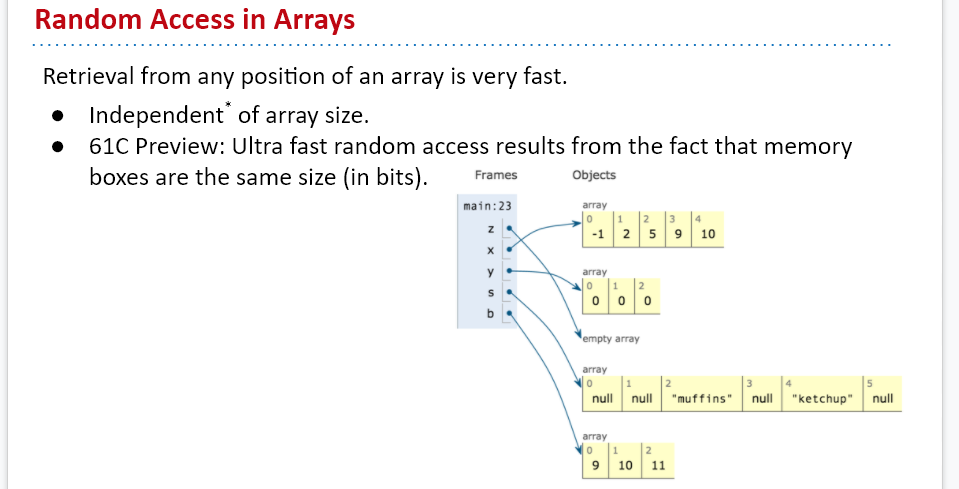 Random Access in Arrays
Retrieval from any position of an array is very fast.
● Independent* of array size.
● 61C Preview: Ultra fast random access results from the fact that memory
boxes are the same size (in bits).
Frames Objects
main:23
z
x
y
s
b
array
0 1 2 3 4
-1 2 5 9 10
array
0 1 2
0 0 0
empty array
array
0 1 2 3 4 5
null null "muffins" null "ketchup" null
array
0 1 2
9 10 11